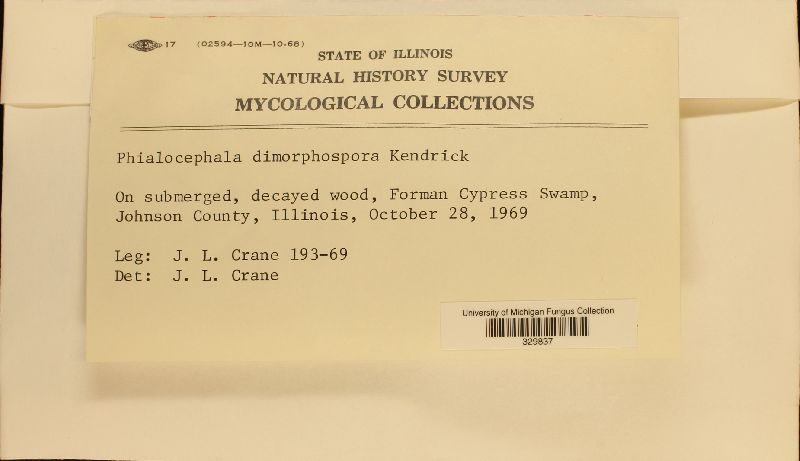 17 (02594—10M—10-68)
STATE OF ILLINOIS
NATURAL HISTORY SURVEY
MYCOLOGICAL COLLECTIONS
Phialocephala dimorphospora Kendrick
On submerged, decayed wood, Forman Cypress Swamp,
Johnson County, Illinois, October 28, 1969
Leg: J. L. Crane 193-69
Det: J. L. Crane
University of Michigan Fungus Collection
329837